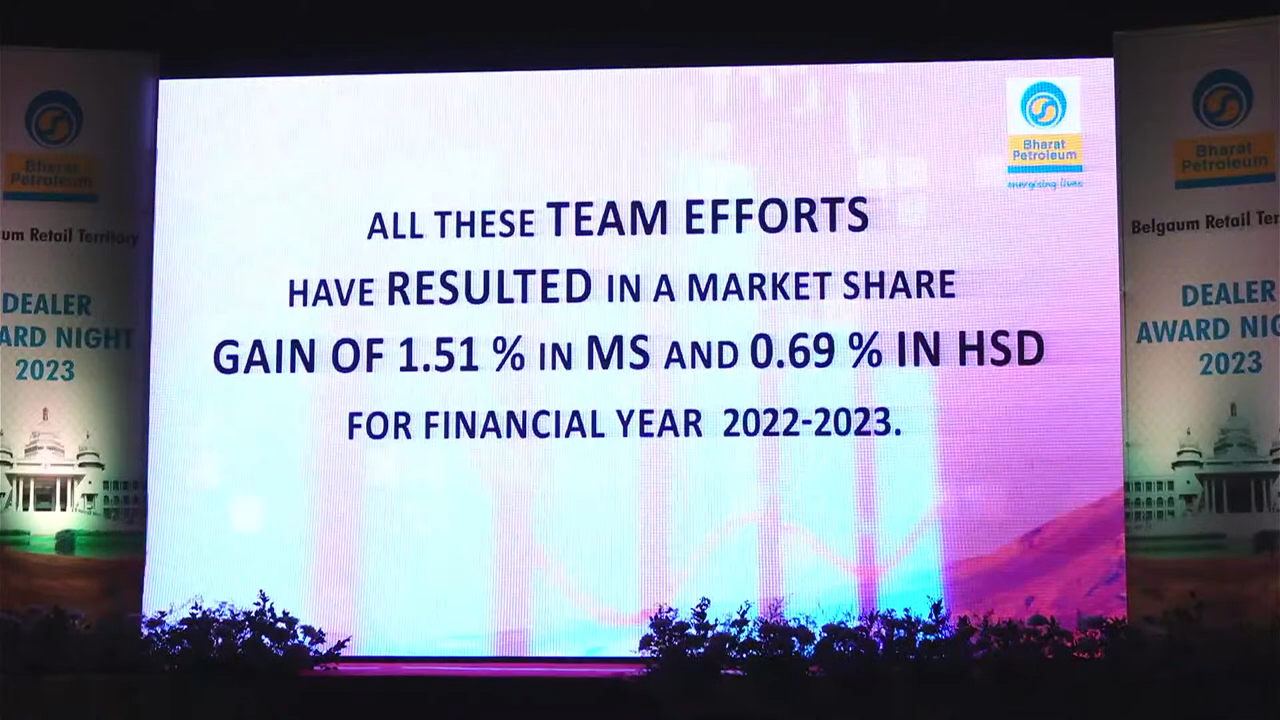 Bharat
Petroleum
um Retail Territory
DEALER
ARD NIGHT
2023
Bharat
Petroleum
energising lives
ALL THESE TEAM EFFORTS
HAVE RESULTED IN A MARKET SHARE
GAIN OF 1.51 % IN MS AND 0.69 % IN HSD
FOR FINANCIAL YEAR 2022-2023.
Bharat
Petroleum
Belgaum Retail Ter
DEALER
AWARD NIG
2023